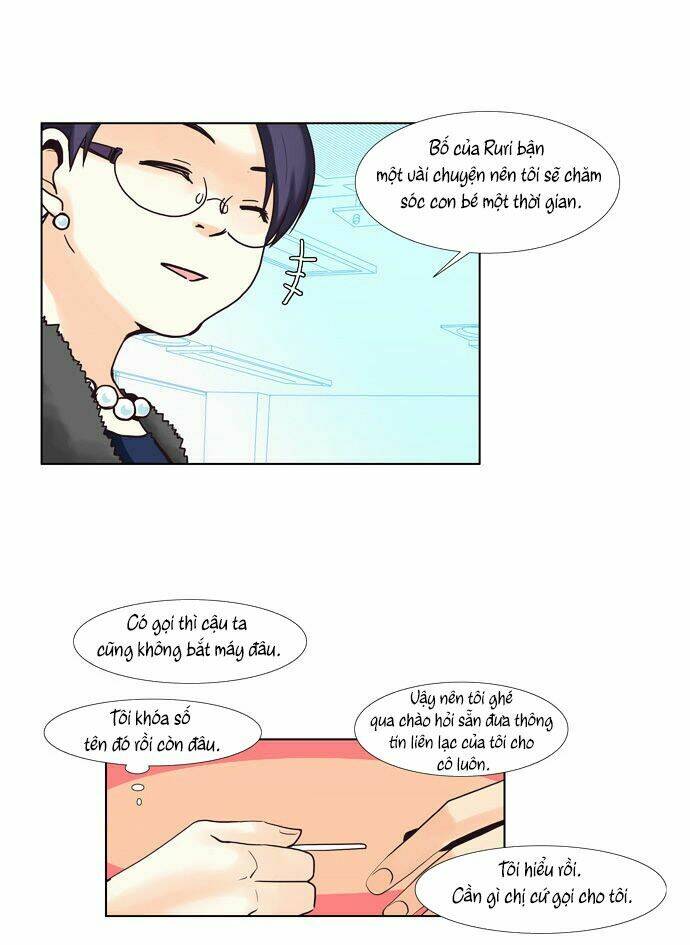 Bố của Ruri bận
một vài chuyện nên tôi sẽ chăm
sóc con bé một thời gian.
Có gọi thì cậu ta
cũng không bắt máy đâu.
Tôi khóa số
tên đó rồi còn đâu.
Vậy nên tôi ghé
qua chào hỏi sẵn đưa thông
tin liên lạc của tôi cho
cô luôn.
Tôi hiểu rồi.
Cần gì chị cứ gọi cho tôi.